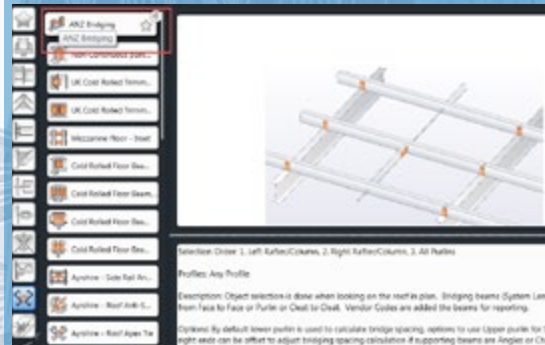 ANZ Bridging
ANZ Bridging
UK Cold Rolled Trimm...
UK Cold Rolled Trimm...
Mezzanine Floor - Inset
Cold Rolled Floor Bea...
Cold Rolled Floor Beam...
Cold Rolled Floor Bea...
Cold Rolled Floor Bea...
Ayrshire - Side Rail An...
Ayrshire - Roof Anti-S...
Ayrshire - Roof Apex Tie
Selection Order: 1. Left Rafter/Column, 2. Right Rafter/Column, 3. All Purlins
Profiles: Any Profile
Description: Object selection is done when looking on the roof in plan. Bridging beams (System Len
from Face to Face or Purlin or Cleat to Cleat. Vendor Codes are added the beams for reporting.
Options: By default lower purlin is used to calculate bridge spacing, options to use Upper purlin for
right ends can be offset to adjust bridging spacing calculation if supporting beams are Angles or Ch